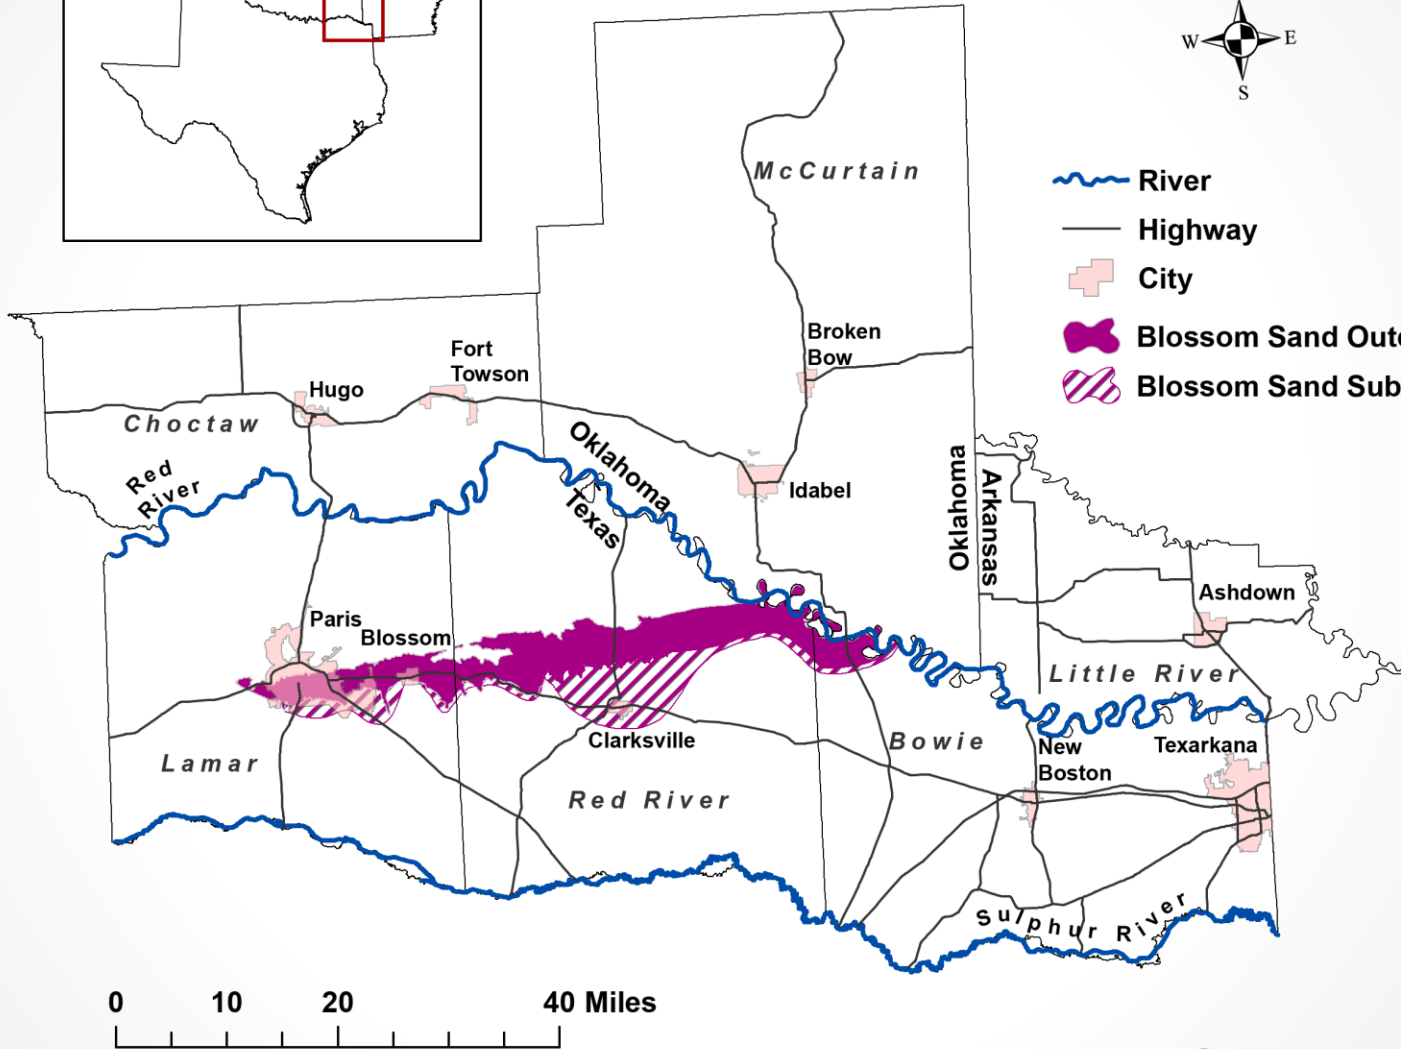 W
E
S
River
Highway
City
Blossom Sand Out
Blossom Sand Sub
McCurtain
Broken
Bow
Fort
Towson
Hugo
Choctaw
Red
River
Oklahoma
Texas
Idabel
Oklahoma
Arkansas
Ashdown
Little River
Paris
Blossom
Clarksville
Lamar
Red River
Bowie
New
Boston
Texarkana
Sulphur River
0 10 20 40 Miles